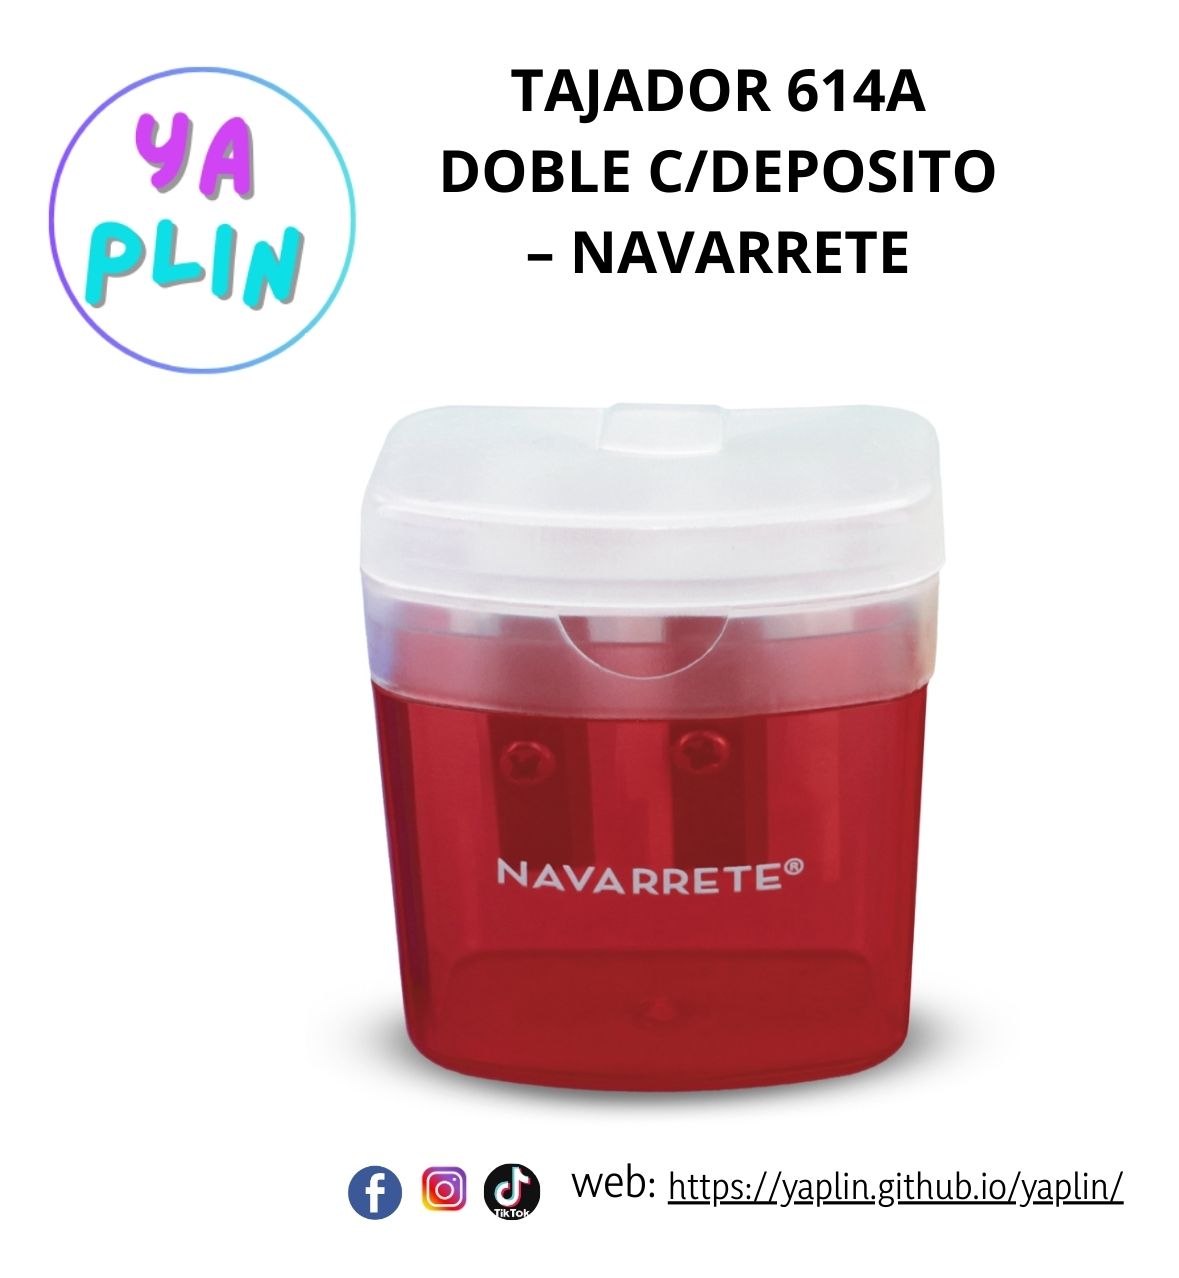 YA
PLIN
TAJADOR 614A
DOBLE C/DEPOSITO
– NAVARRETE
NAVARRETE®
TikTok
web: https://yaplin.github.io/yaplin/